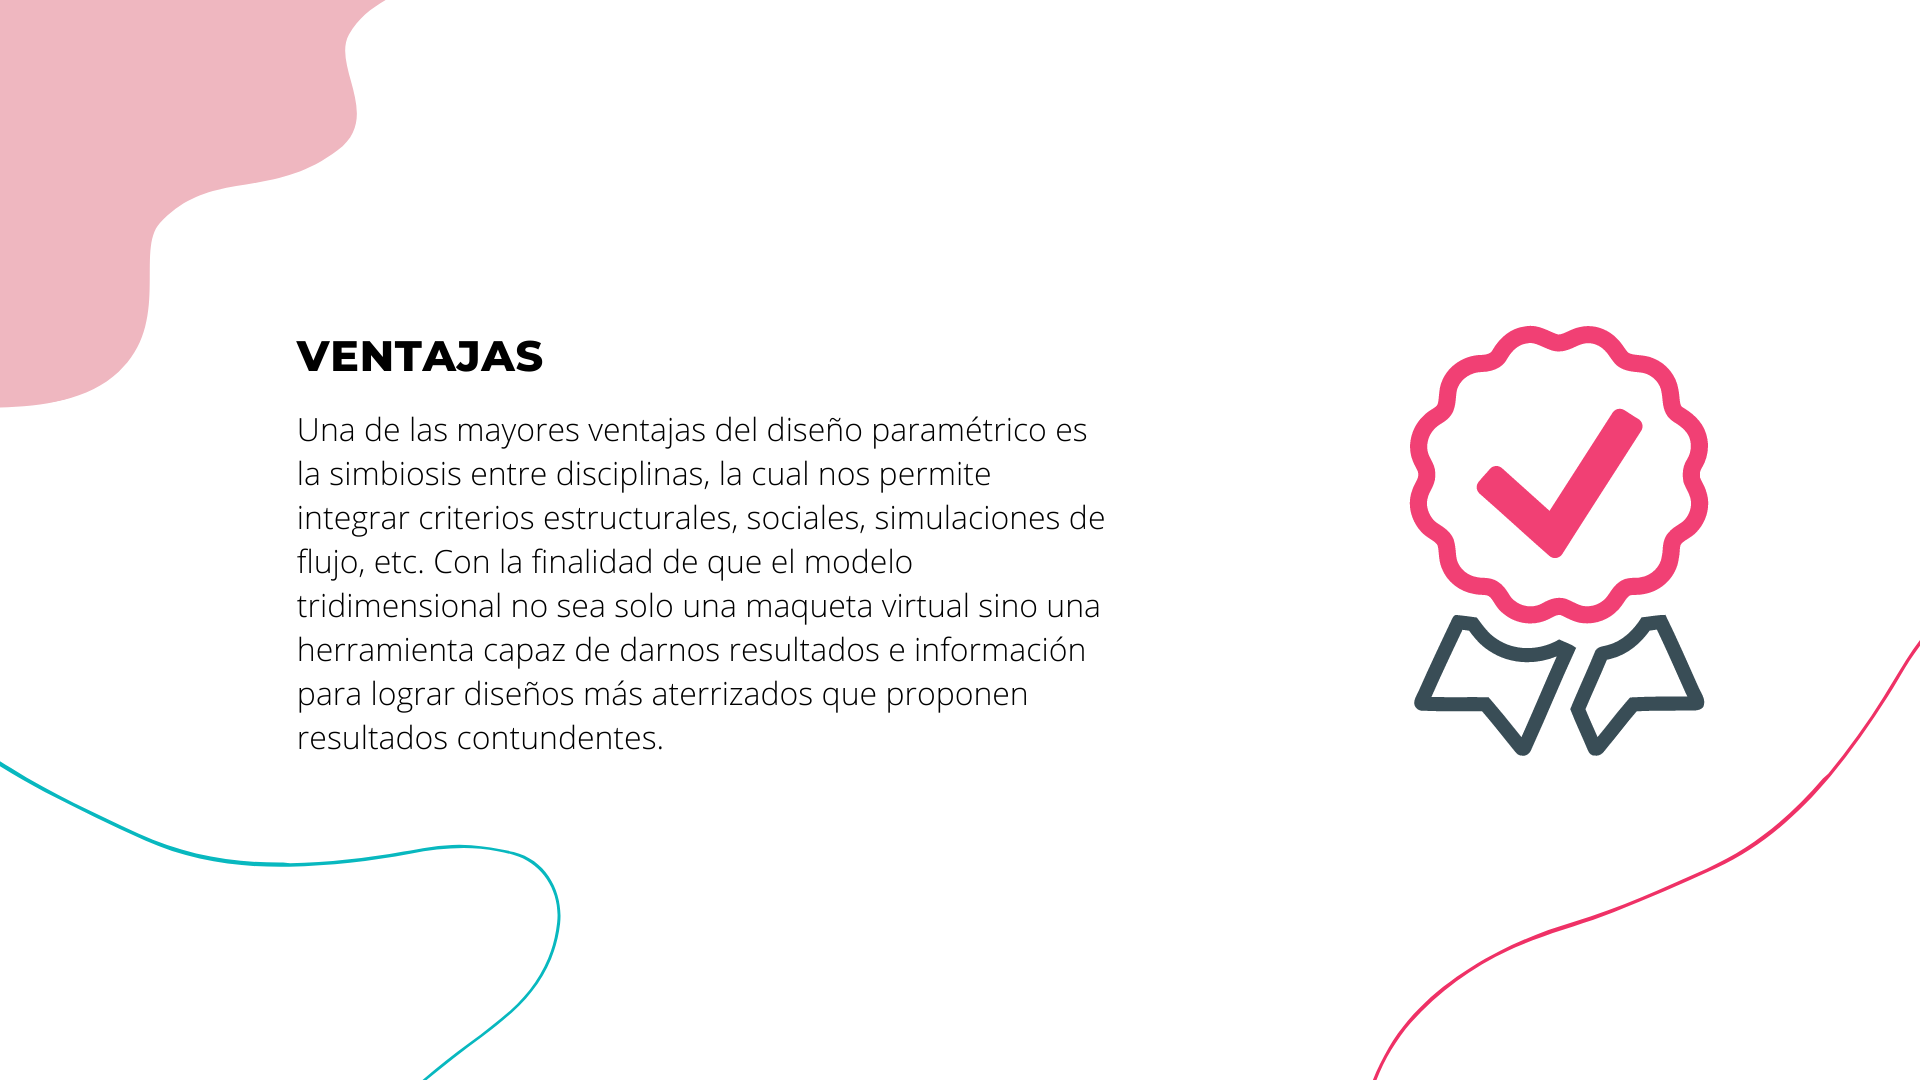 VENTAJAS
Una de las mayores ventajas del diseño paramétrico es
la simbiosis entre disciplinas, la cual nos permite
integrar criterios estructurales, sociales, simulaciones de
flujo, etc. Con la finalidad de que el modelo
tridimensional no sea solo una maqueta virtual sino una
herramienta capaz de darnos resultados e información
para lograr diseños más aterrizados que proponen
resultados contundentes.